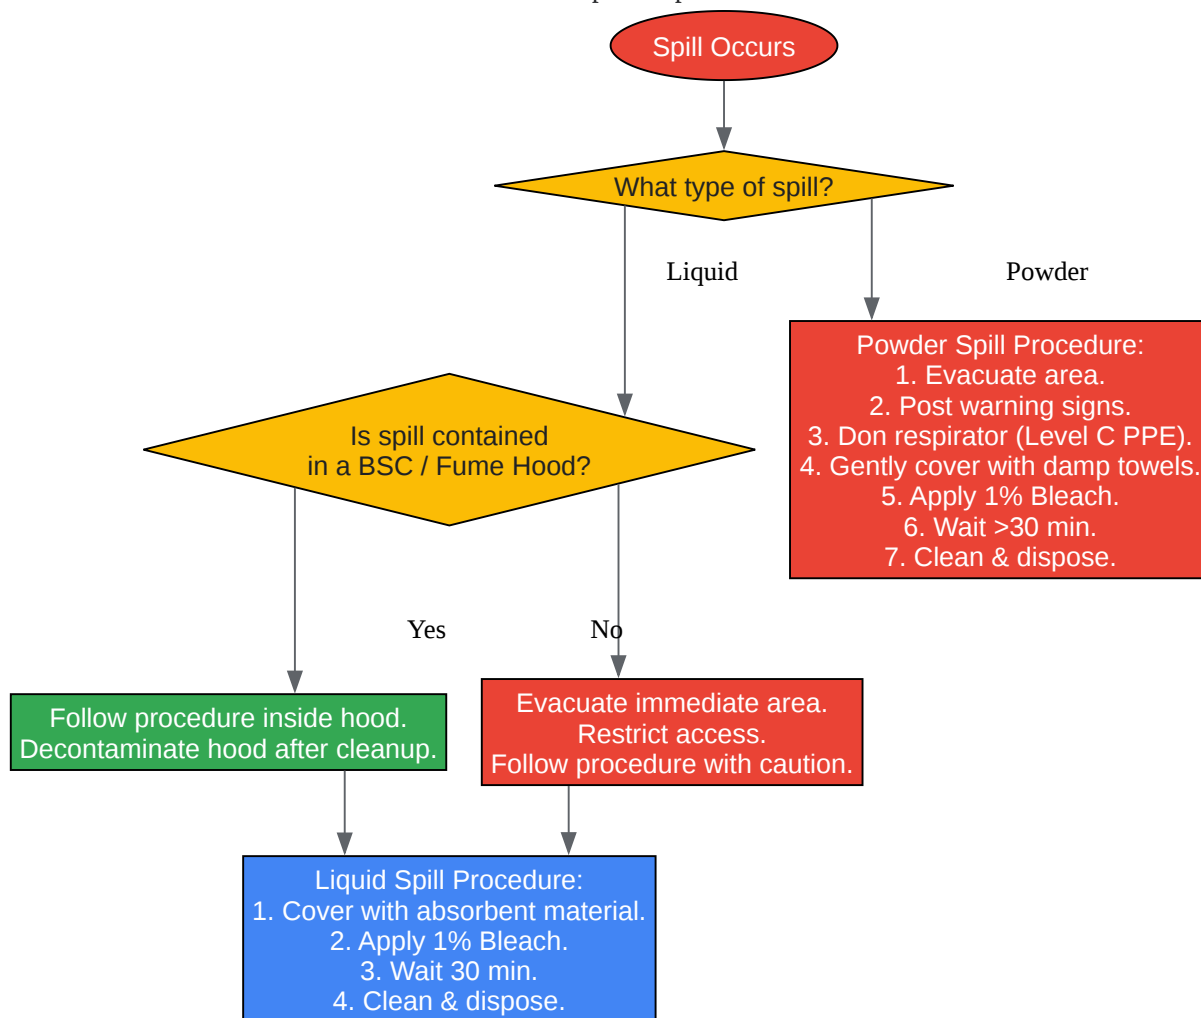 Spill Occurs
What type of spill?
Liquid
Powder
Powder Spill Procedure:
1. Evacuate area.
2. Post warning signs.
3. Don respirator (Level C PPE).
4. Gently cover with damp towels.
5. Apply 1% Bleach.
6. Wait >30 min.
7. Clean & dispose.
Is spill contained
in a BSC / Fume Hood?
Yes
No
Follow procedure inside hood.
Decontaminate hood after cleanup.
Evacuate immediate area.
Restrict access.
Follow procedure with caution.
Liquid Spill Procedure:
1. Cover with absorbent material.
2. Apply 1% Bleach.
3. Wait 30 min.
4. Clean & dispose.